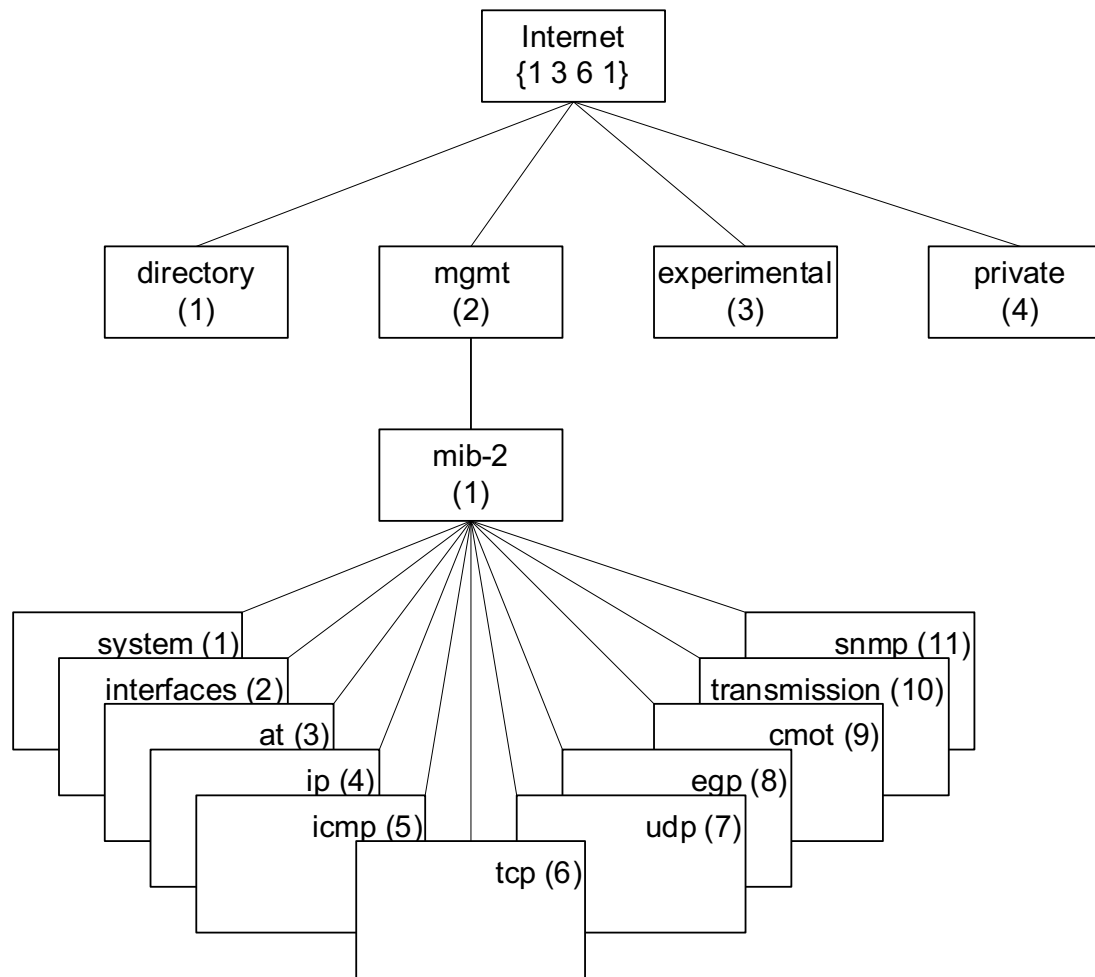 Internet
{1 3 6 1}
directory
(1)
mgmt
(2)
experimental
(3)
private
(4)
mib-2
(1)
system (1)
interfaces (2)
at (3)
ip (4)
icmp (5)
tcp (6)
udp (7)
egp (8)
cmot (9)
transmission (10)
snmp (11)